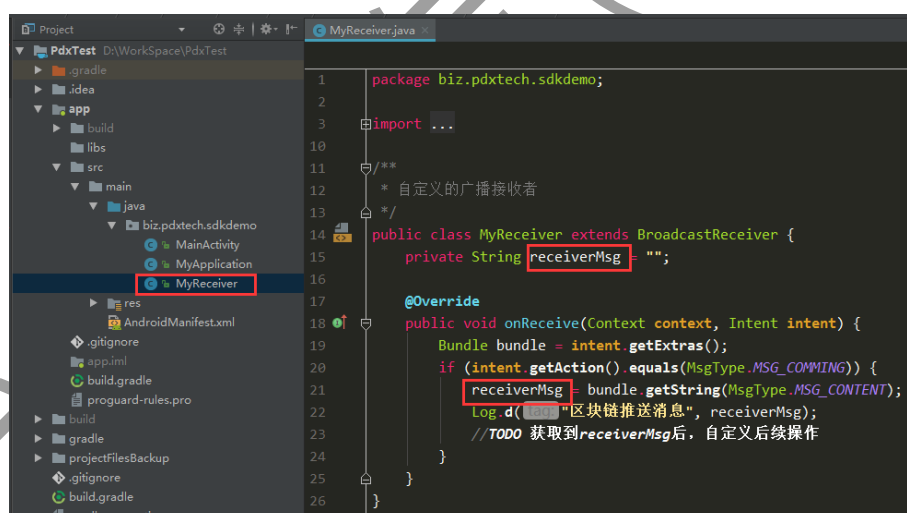 Project
PdxTest D:\WorkSpace\PdxTest
.gradle
.idea
app
build
libs
src
main
java
biz.pdxtech.sdkdemo
MainActivity
MyApplication
MyReceiver
res
AndroidManifest.xml
.gitignore
app.iml
build.gradle
proguard-rules.pro
build
gradle
projectFilesBackup
.gitignore
build.gradle
MyReceiver.java
1 package biz.pdxtech.sdkdemo;
2
3 import ...
10
11 /**
12 * 自定义的广播接收者
13 */
14 public class MyReceiver extends BroadcastReceiver {
15 private String receiverMsg = "";
16
17 @Override
18 public void onReceive(Context context, Intent intent) {
19 Bundle bundle = intent.getExtras();
20 if (intent.getAction().equals(MsgType.MSG_COMMING)) {
21 receiverMsg = bundle.getString(MsgType.MSG_CONTENT);
22 Log.d( tag: "区块链推送消息", receiverMsg);
23 //TODO 获取到receiverMsg后，自定义后续操作
24 }
25 }
26 }